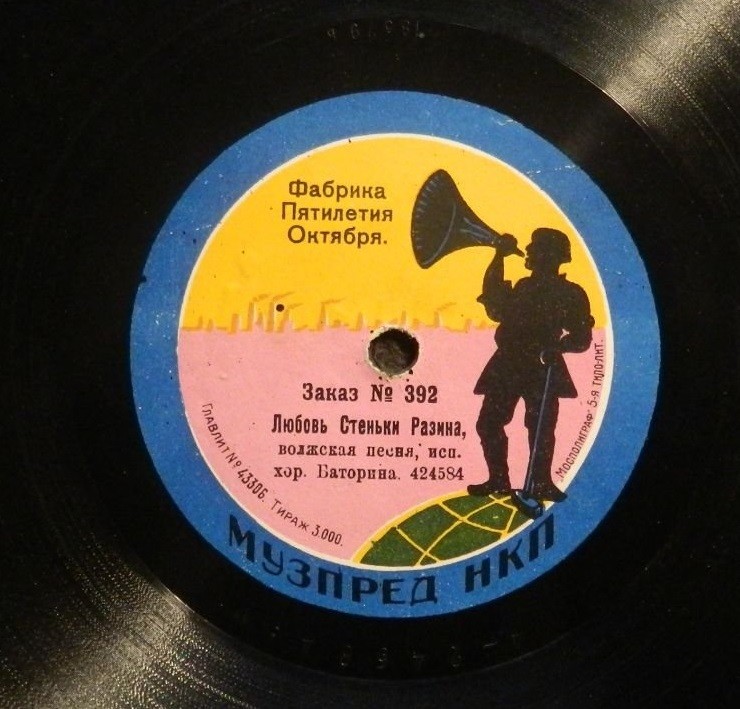 Фабрика
Пятилетия
Октября.
Заказ № 392
Любовь Стеньки Разина,
волжская песня, исп.
хор. Баторина. 424584
Главлит № 43306. Тираж 3.000.
"Мосполиграф" 5-я типо-лит.
МУЗПРЕД НКП